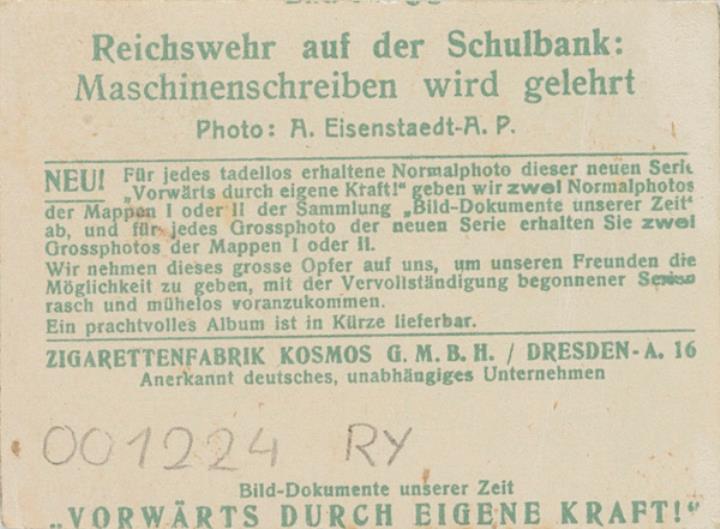 Reichswehr auf der Schulbank:
Maschinenschreiben wird gelehrt
Photo: A. Eisenstaedt-A. P.
NEU! Für jedes tadellos erhaltene Normalphoto dieser neuen Serie
„Vorwärts durch eigene Kraft!“ geben wir zwei Normalphotos
der Mappen I oder II der Sammlung „Bild-Dokumente unserer Zeit“
ab, und für jedes Grossphoto der neuen Serie erhalten Sie zwei
Grossphotos der Mappen I oder II.
Wir nehmen dieses grosse Opfer auf uns, um unseren Freunden die
Möglichkeit zu geben, mit der Vervollständigung begonnener Serien
rasch und mühelos voranzukommen.
Ein prachtvolles Album ist in Kürze lieferbar.
ZIGARETTENFABRIK KOSMOS G. M. B. H. / DRESDEN-A. 16
Anerkannt deutsches, unabhängiges Unternehmen
001224 RY
Bild-Dokumente unserer Zeit
„VORWÄRTS DURCH EIGENE KRAFT!“